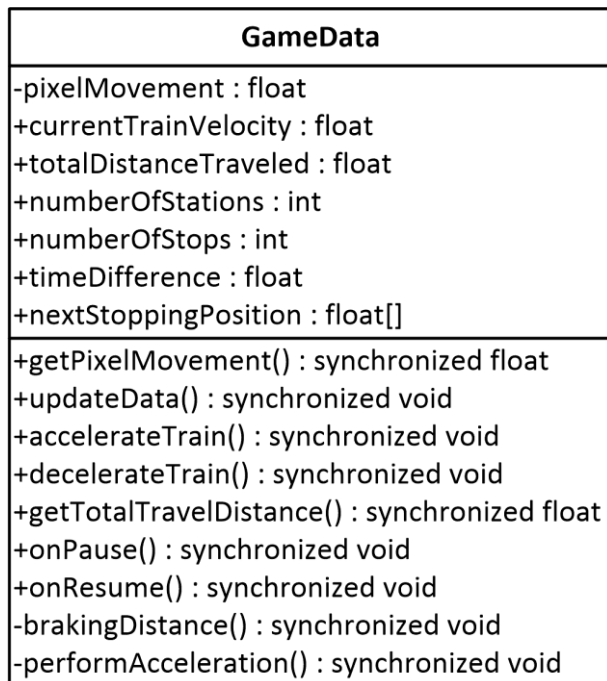 GameData
-pixelMovement : float
+currentTrainVelocity : float
+totalDistanceTraveled : float
+numberOfStations : int
+numberOfStops : int
+timeDifference : float
+nextStoppingPosition : float[]
+getPixelMovement() : synchronized float
+updateData() : synchronized void
+accelerateTrain() : synchronized void
+decelerateTrain() : synchronized void
+getTotalTravelDistance() : synchronized float
+onPause() : synchronized void
+onResume() : synchronized void
-brakingDistance() : synchronized void
-performAcceleration() : synchronized void